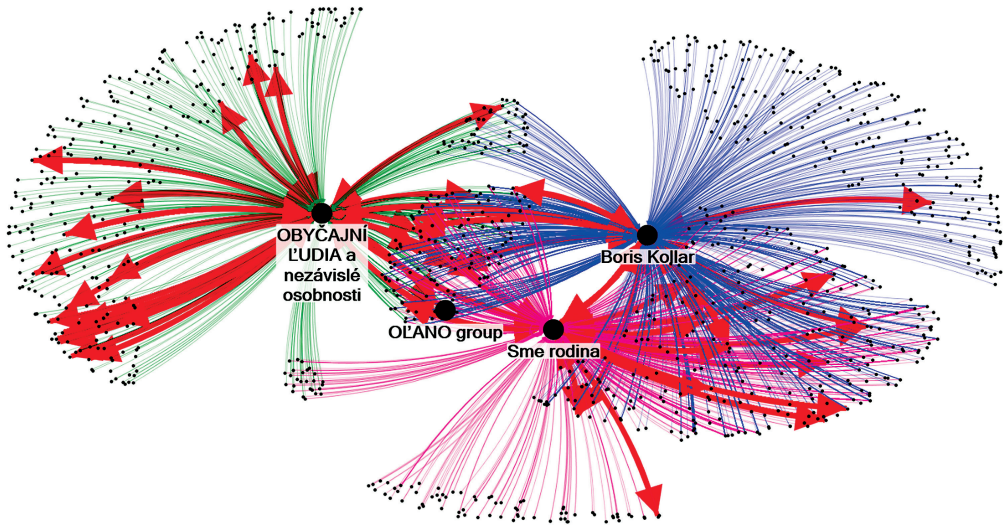 OBYČAJNÍ
ĽUDIA a
nezávislé
osobnosti
Boris Kollar
OĽANO group
Sme rodina